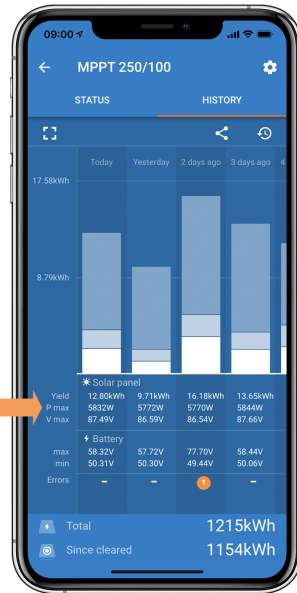 09:00
MPPT 250/100
STATUS HISTORY
Today Yesterday 2 days ago 3 days ago 4
17.58kWh
8.79kWh
Solar panel
Yield 12.80kWh 9.71kWh 16.18kWh 13.65kWh
P max 5832W 5772W 5770W 5844W
V max 87.49V 86.59V 86.54V 87.66V
Battery
max 58.32V 57.72V 77.70V 58.44V
min 50.31V 50.30V 49.44V 50.06V
Errors - - 1 -
Total 1215kWh
Since cleared 1154kWh